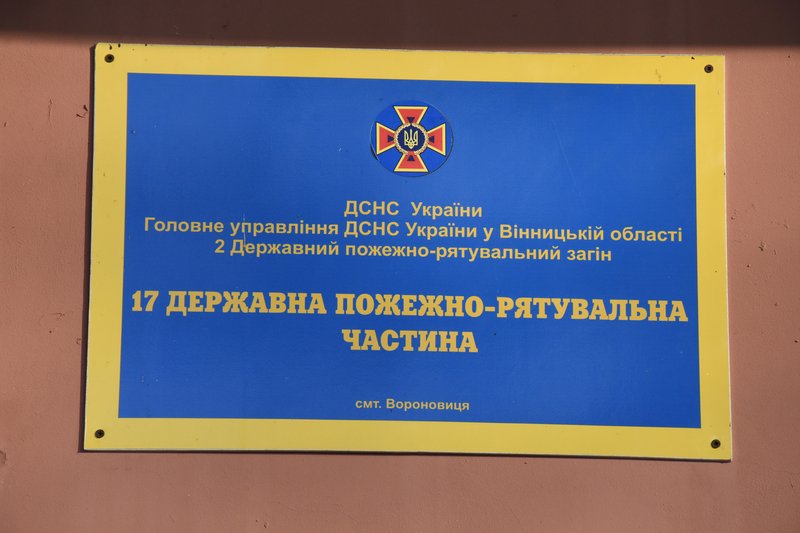 ДСНС України
Головне управління ДСНС України у Вінницькій області
2 Державний пожежно-рятувальний загін
17 ДЕРЖАВНА ПОЖЕЖНО-РЯТУВАЛЬНА
ЧАСТИНА
смт. Вороновиця